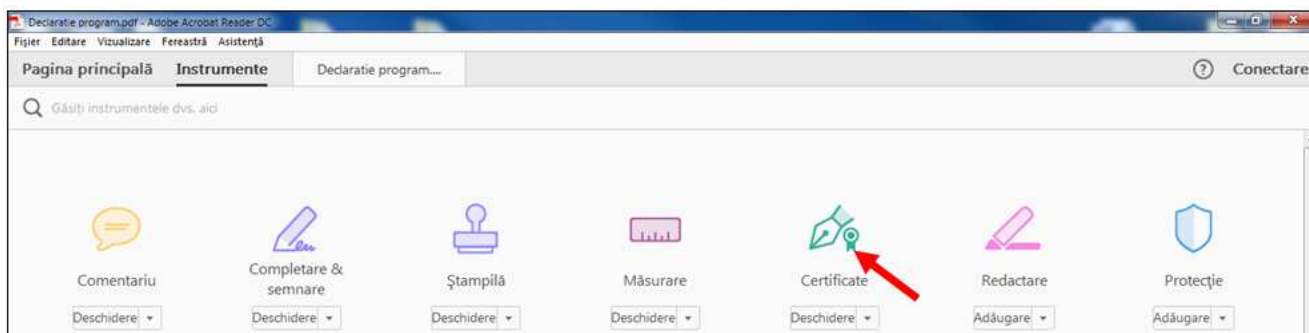 Declaratie program.pdf - Adobe Acrobat Reader DC
Fișier Editare Vizualizare Fereastră Asistență
Pagina principală Instrumente Declaratie program.... ? Conectare
Găsiți instrumentele dvs. aici
Comentariu Completare & semnare Ștampilă Măsurare Certificate Redactare Protecție
Deschidere Deschidere Deschidere Deschidere Deschidere Adăugare Adăugare